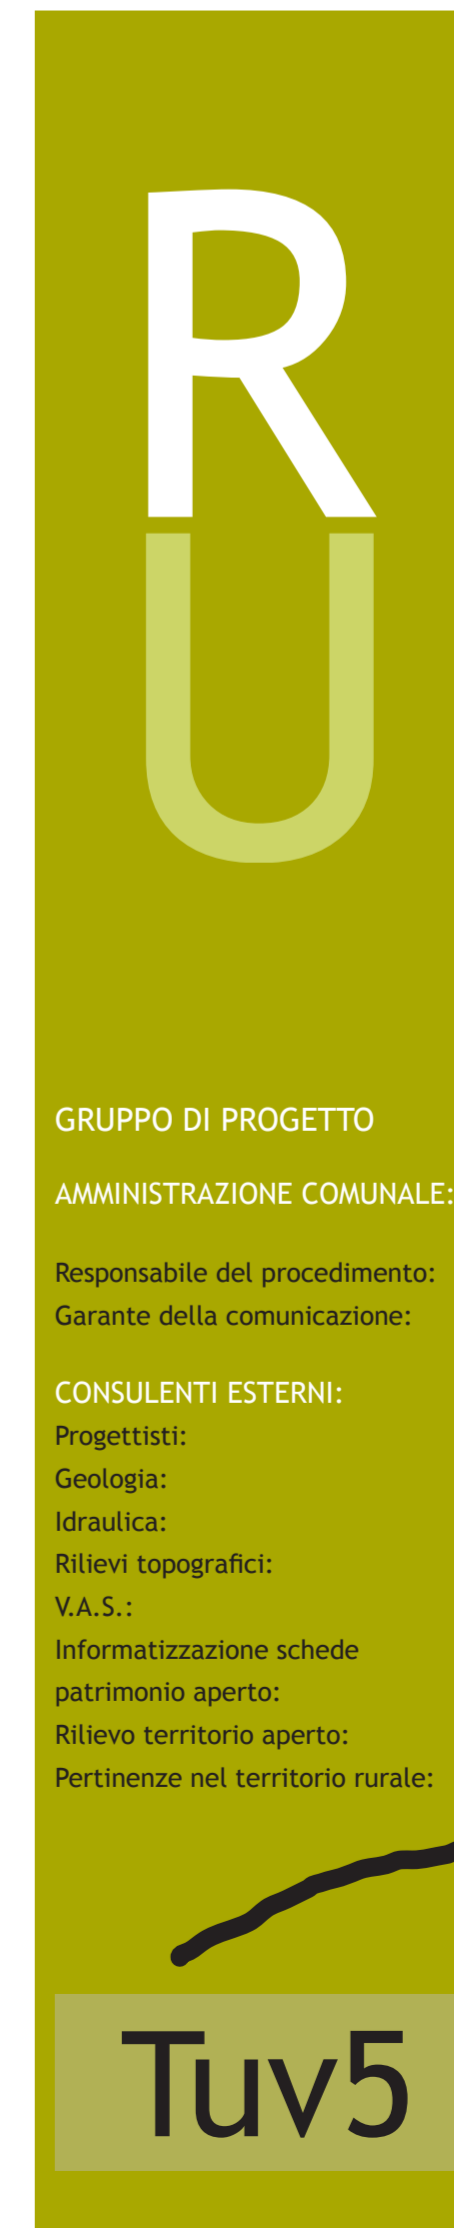 R
U
GRUPPO DI PROGETTO
AMMINISTRAZIONE COMUNALE:
Responsabile del procedimento:
Garante della comunicazione:
CONSULENTI ESTERNI:
Progettisti:
Geologia:
Idraulica:
Rilievi topografici:
V.A.S.:
Informatizzazione schede
patrimonio aperto:
Rilievo territorio aperto:
Pertinenze nel territorio rurale:
Tuv5